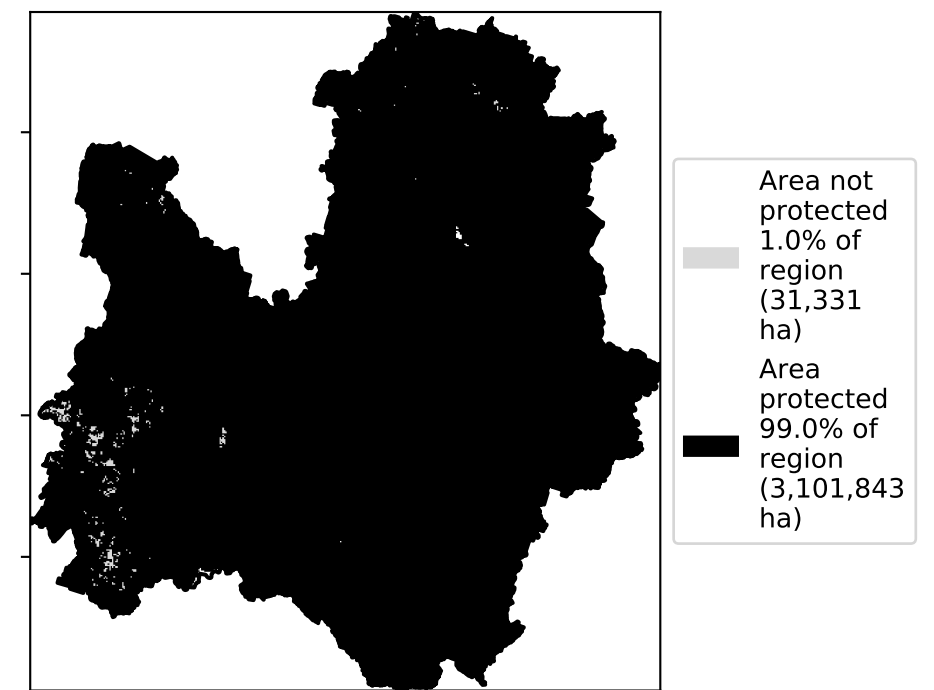 Area not
protected
1.0% of
region
(31,331
ha)
Area
protected
99.0% of
region
(3,101,843
ha)